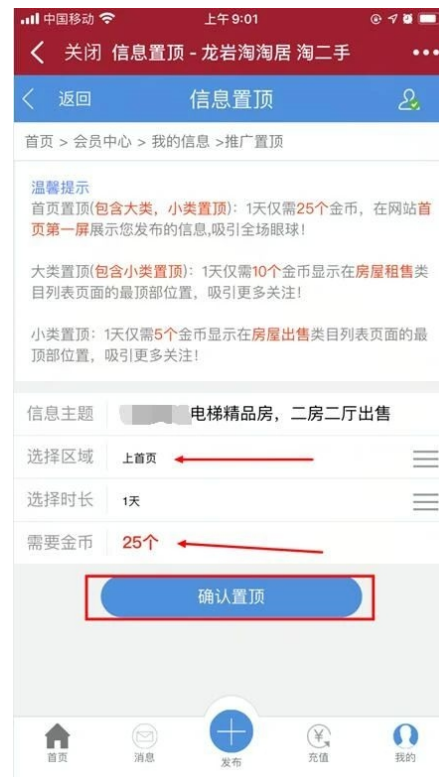 中国移动 上午9:01
关闭 信息置顶 - 龙岩淘淘居 淘二手
返回 信息置顶
首页 > 会员中心 > 我的信息 >推广置顶
温馨提示
首页置顶(包含大类，小类置顶)：1天仅需25个金币，在网站首
页第一屏展示您发布的信息,吸引全场眼球！
大类置顶(包含小类置顶)：1天仅需10个金币显示在房屋租售类
目列表页面的最顶部位置，吸引更多关注！
小类置顶：1天仅需5个金币显示在房屋出售类目列表页面的最
顶部位置，吸引更多关注！
信息主题 电梯精品房，二房二厅出售
选择区域 上首页
选择时长 1天
需要金币 25个
确认置顶
首页 消息 发布 充值 我的